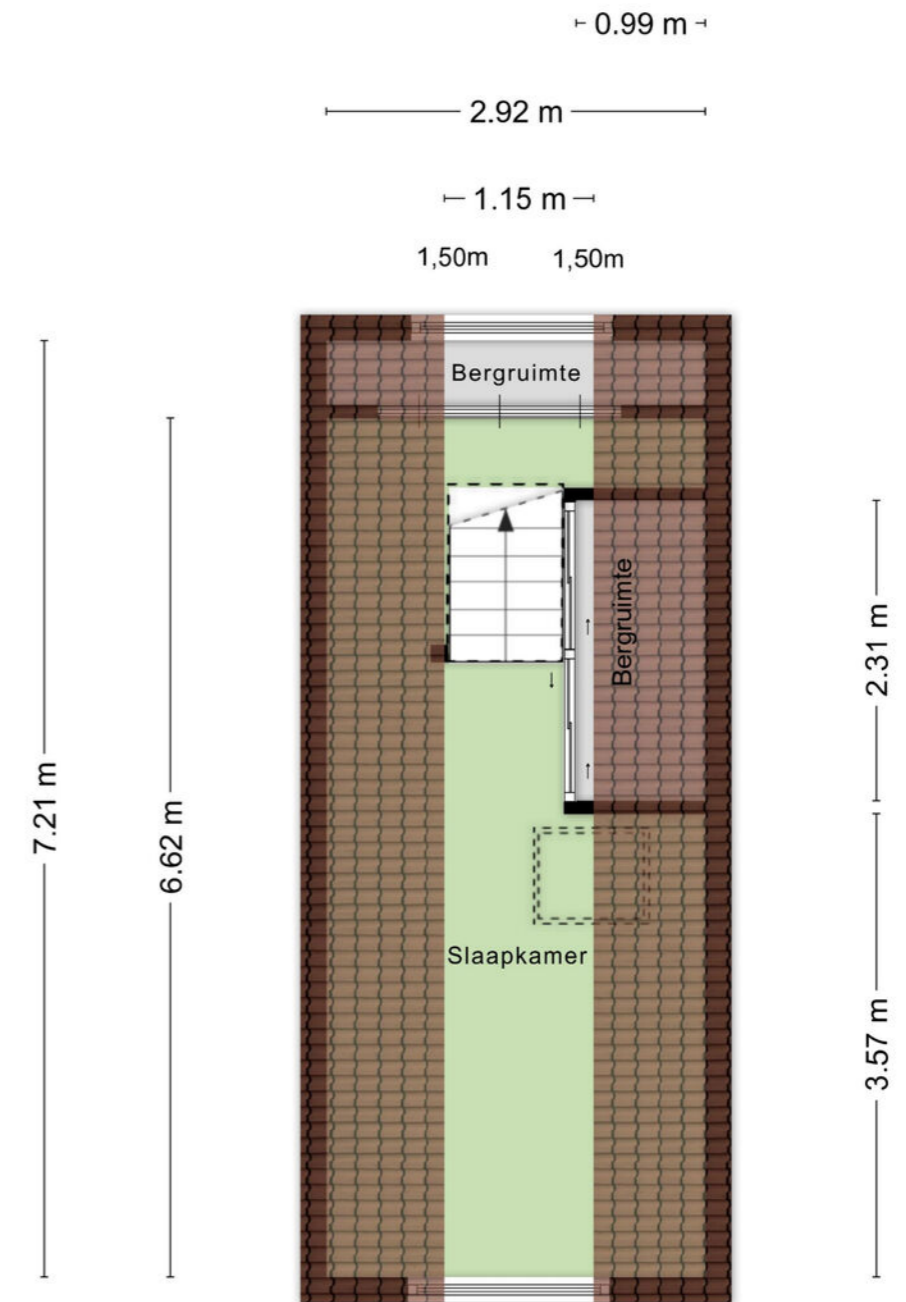 0.99 m
2.92 m
1.15 m
1,50m 1,50m
Bergruimte
Bergruimte
2.31 m
7.21 m
6.62 m
Slaapkamer
3.57 m